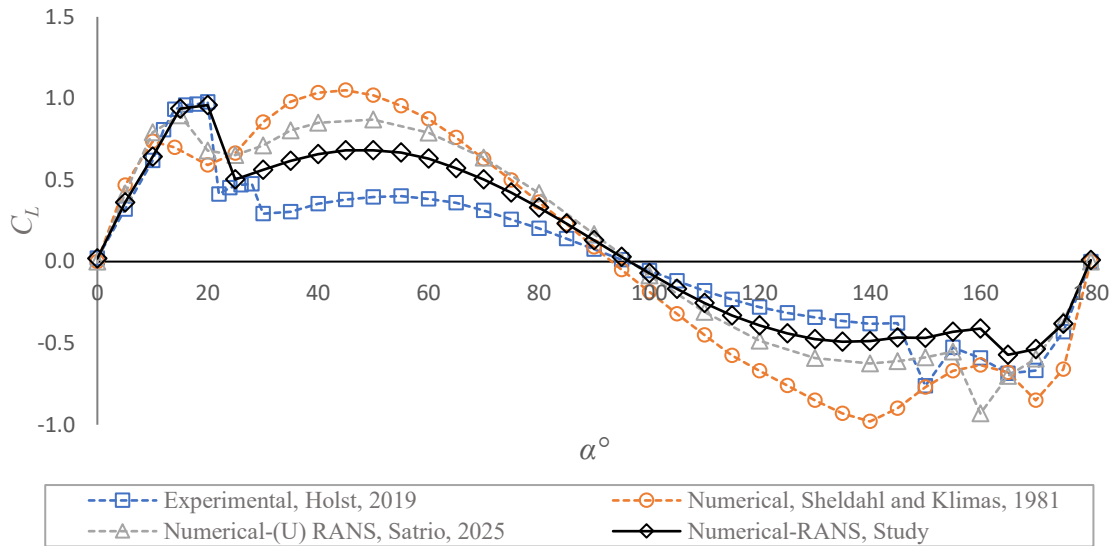 1.5
1.0
0.5
0.0
-0.5
-1.0
C_L
0 20 40 60 80 100 120 140 160 180
α°
Experimental, Holst, 2019 Numerical, Sheldahl and Klimas, 1981
Numerical-(U) RANS, Satrio, 2025 Numerical-RANS, Study